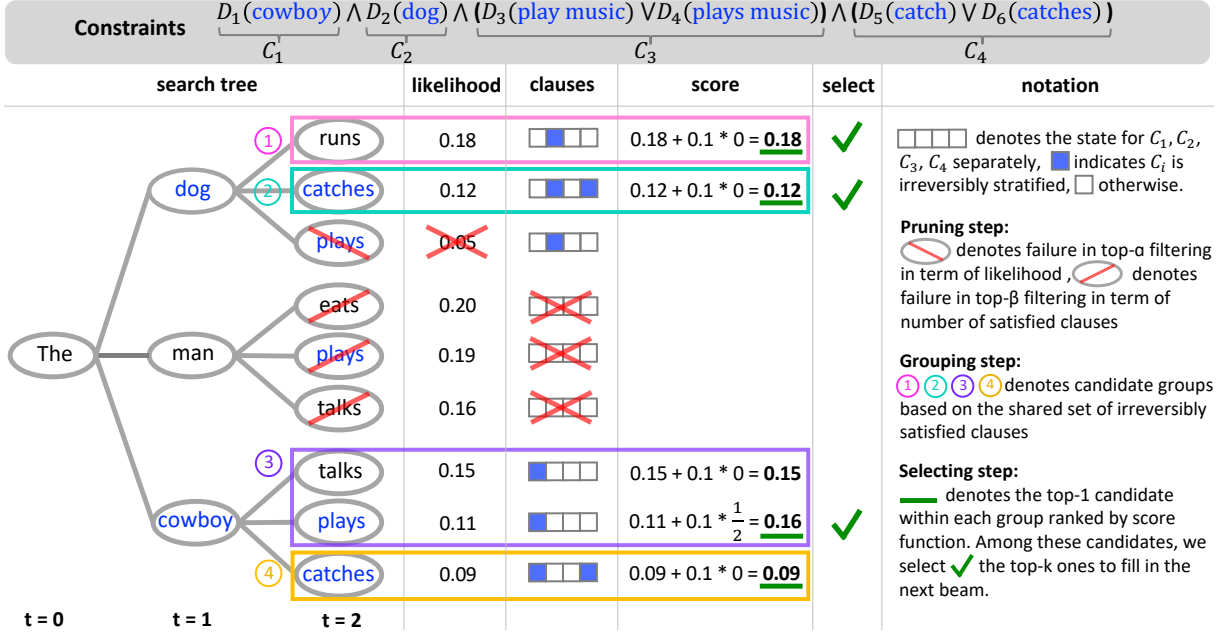 Constraints D₁(cowboy) ∧ D₂(dog) ∧ (D₃(play music) ∨D₄(plays music)) ∧ (D₅(catch) ∨ D₆(catches) )
C₁ C₂ C₃ C₄
search tree likelihood clauses score select notation
1 runs 0.18 0.18 + 0.1 * 0 = 0.18
dog 2 catches 0.12 0.12 + 0.1 * 0 = 0.12
plays 0.05
eats 0.20
The man plays 0.19
talks 0.16
3 talks 0.15 0.15 + 0.1 * 0 = 0.15
cowboy plays 0.11 0.11 + 0.1 * 1/2 = 0.16
4 catches 0.09 0.09 + 0.1 * 0 = 0.09
t = 0 t = 1 t = 2
denotes the state for C₁, C₂,
C₃, C₄ separately, indicates Cᵢ is
irreversibly stratified, otherwise.
Pruning step:
denotes failure in top-α filtering
in term of likelihood , denotes
failure in top-β filtering in term of
number of satisfied clauses
Grouping step:
1 2 3 4 denotes candidate groups
based on the shared set of irreversibly
satisfied clauses
Selecting step:
denotes the top-1 candidate
within each group ranked by score
function. Among these candidates, we
select the top-k ones to fill in the
next beam.